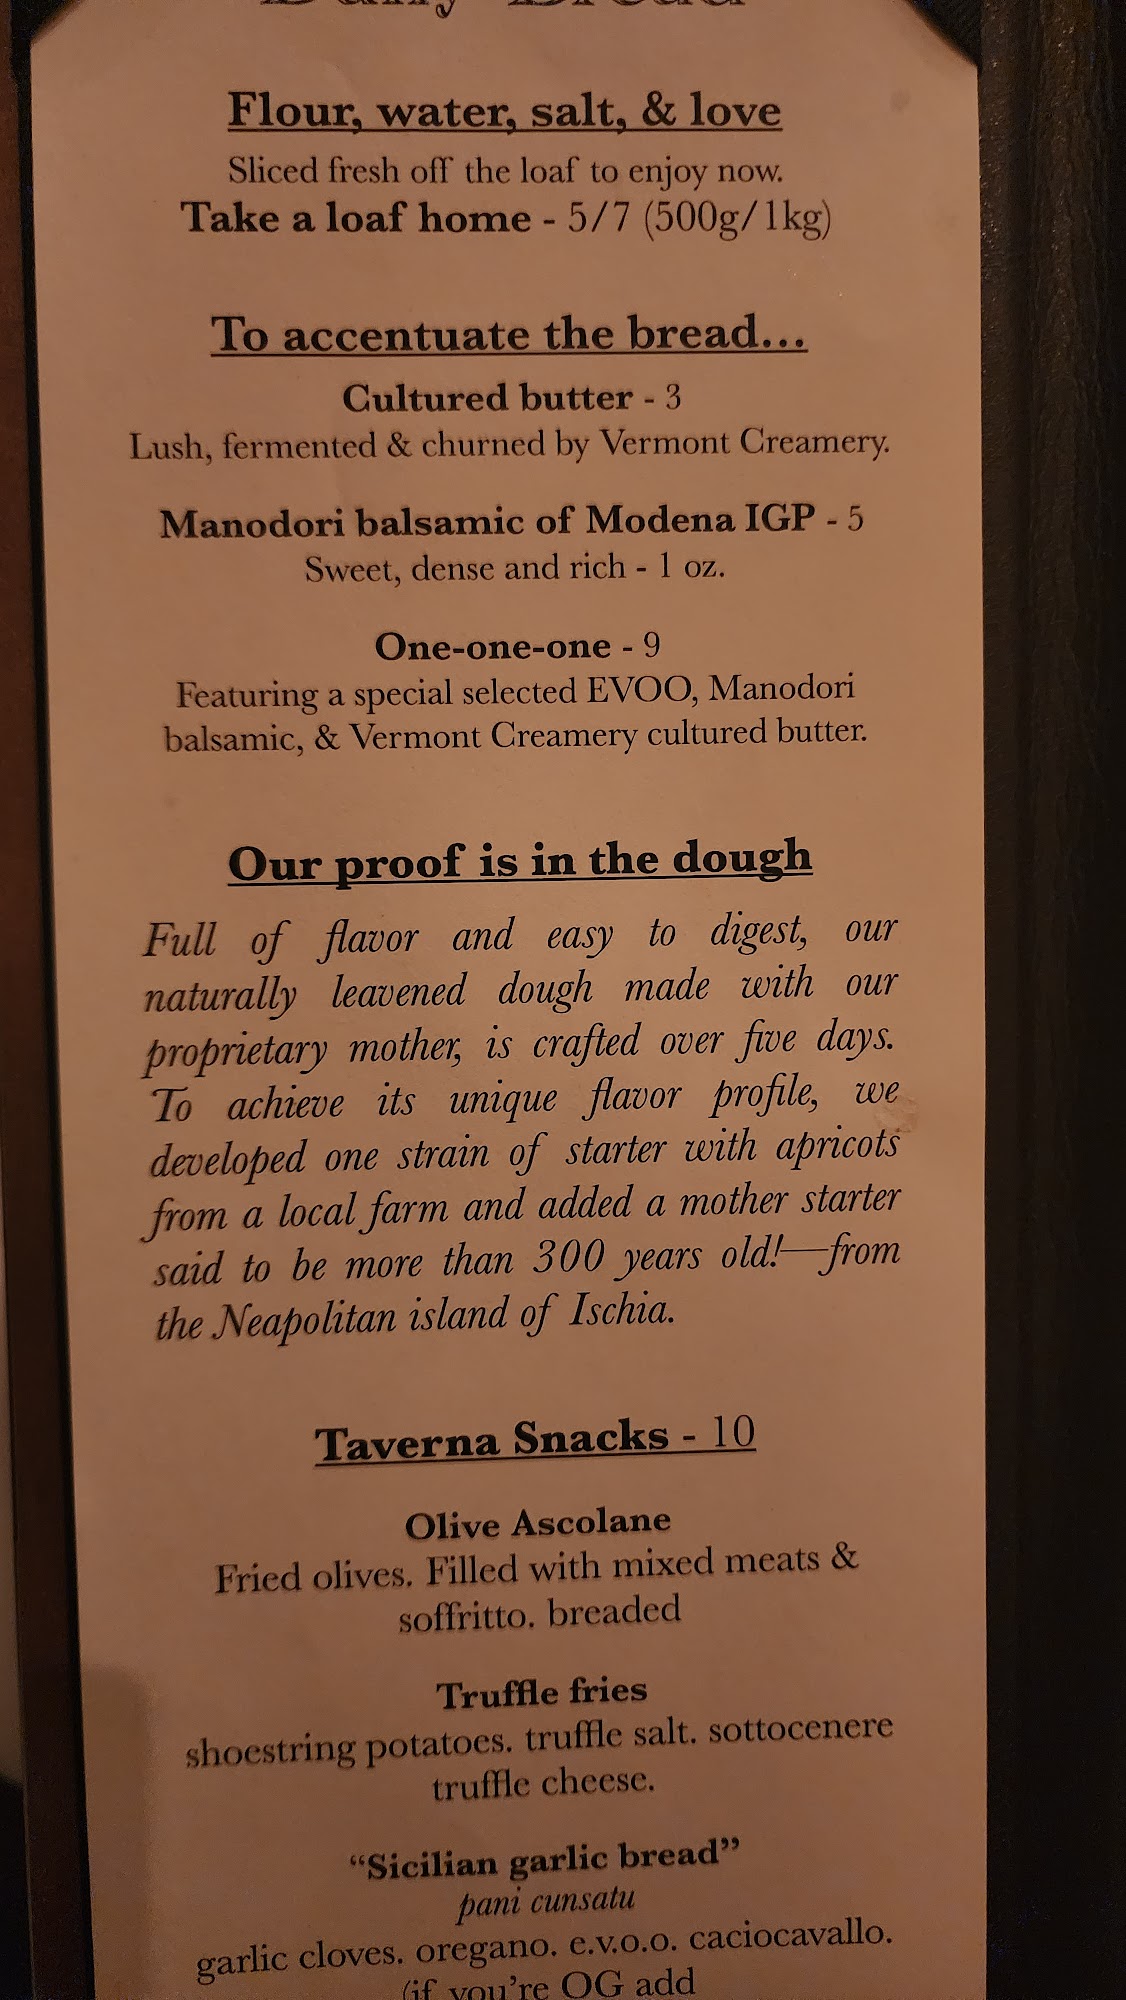 Daily Bread
Flour, water, salt, & love
Sliced fresh off the loaf to enjoy now.
Take a loaf home - 5/7 (500g/1kg)
To accentuate the bread...
Cultured butter - 3
Lush, fermented & churned by Vermont Creamery.
Manodori balsamic of Modena IGP - 5
Sweet, dense and rich - 1 oz.
One-one-one - 9
Featuring a special selected EVOO, Manodori
balsamic, & Vermont Creamery cultured butter.
Our proof is in the dough
Full of flavor and easy to digest, our
naturally leavened dough made with our
proprietary mother, is crafted over five days.
To achieve its unique flavor profile, we
developed one strain of starter with apricots
from a local farm and added a mother starter
said to be more than 300 years old!—from
the Neapolitan island of Ischia.
Taverna Snacks - 10
Olive Ascolane
Fried olives. Filled with mixed meats &
soffritto. breaded
Truffle fries
shoestring potatoes. truffle salt. sottocenere
truffle cheese.
“Sicilian garlic bread”
pani cunsatu
garlic cloves. oregano. e.v.o.o. caciocavallo.
(if you’re OG add